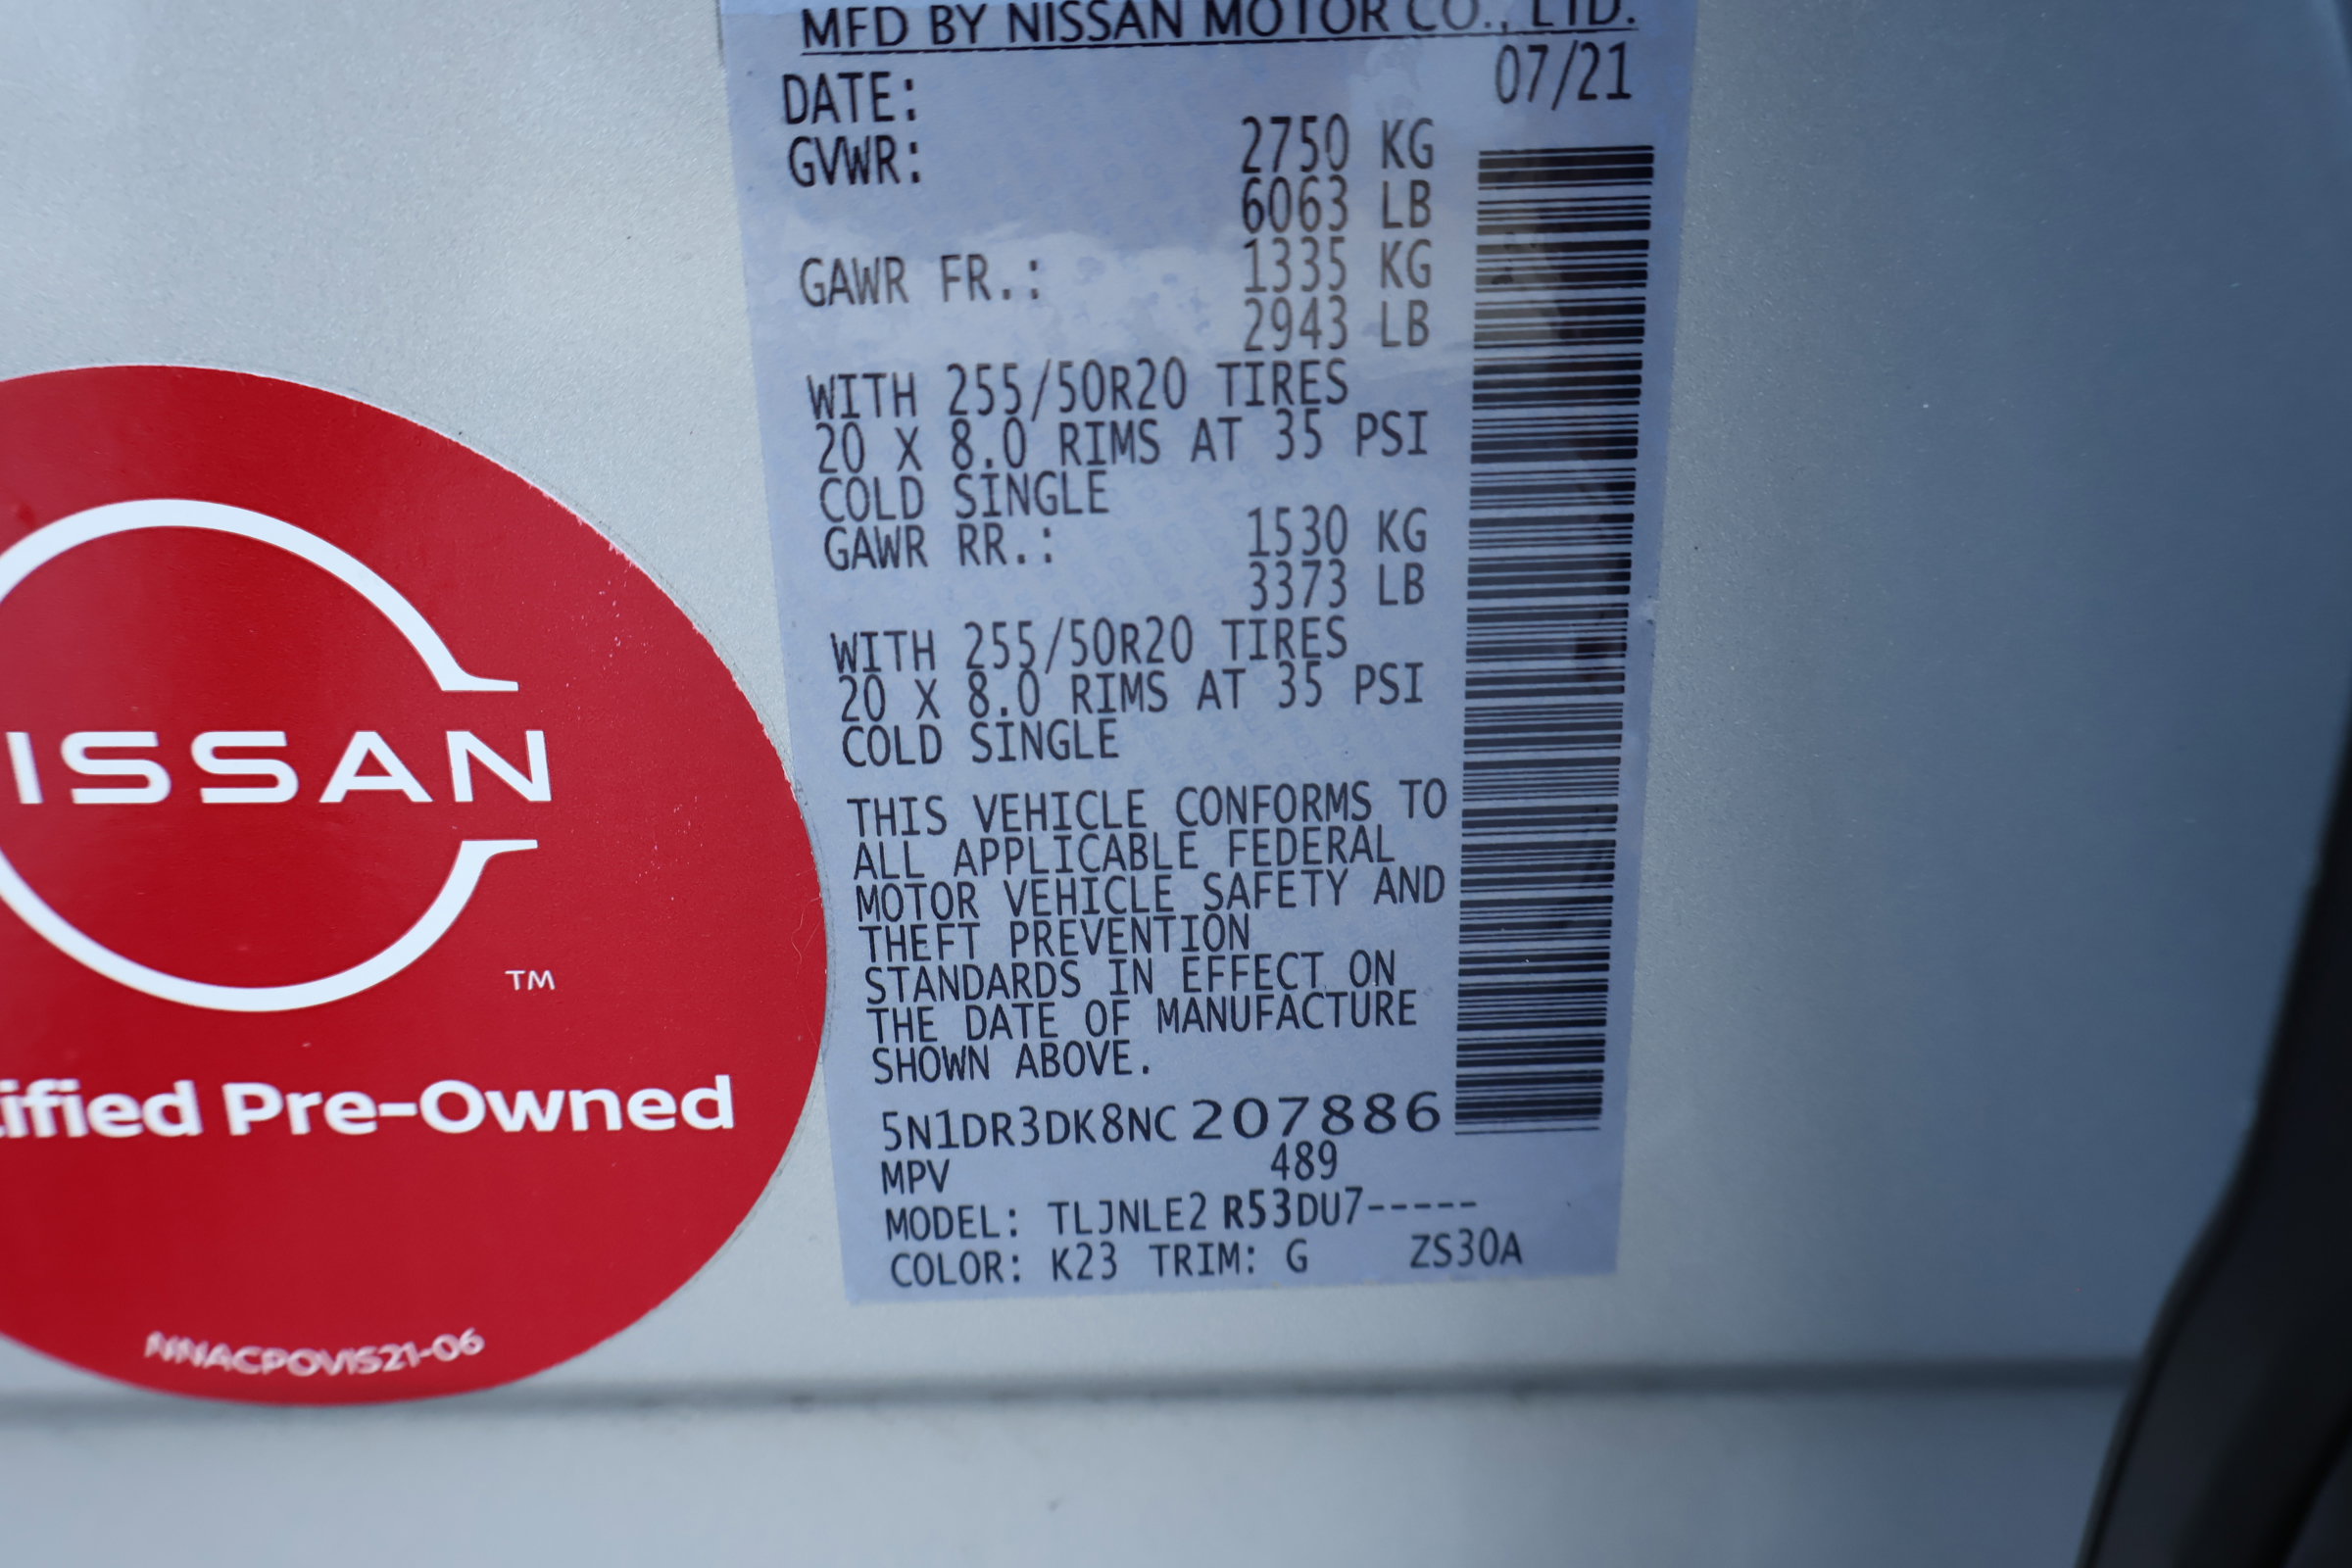 MFD BY NISSAN MOTOR CO., LTD.
DATE: 07/21
GVWR: 2750 KG
6063 LB
GAWR FR.: 1335 KG
2943 LB
WITH 255/50R20 TIRES
20 X 8.0 RIMS AT 35 PSI
COLD SINGLE
GAWR RR.: 1530 KG
3373 LB
WITH 255/50R20 TIRES
20 X 8.0 RIMS AT 35 PSI
COLD SINGLE
THIS VEHICLE CONFORMS TO
ALL APPLICABLE FEDERAL
MOTOR VEHICLE SAFETY AND
THEFT PREVENTION
STANDARDS IN EFFECT ON
THE DATE OF MANUFACTURE
SHOWN ABOVE.
5N1DR3DK8NC207886
MPV 489
MODEL: TLJNLE2 R53DU7-----
COLOR: K23 TRIM: G ZS30A
ISSAN
TM
ified Pre-Owned
NNACPOVIS21-06